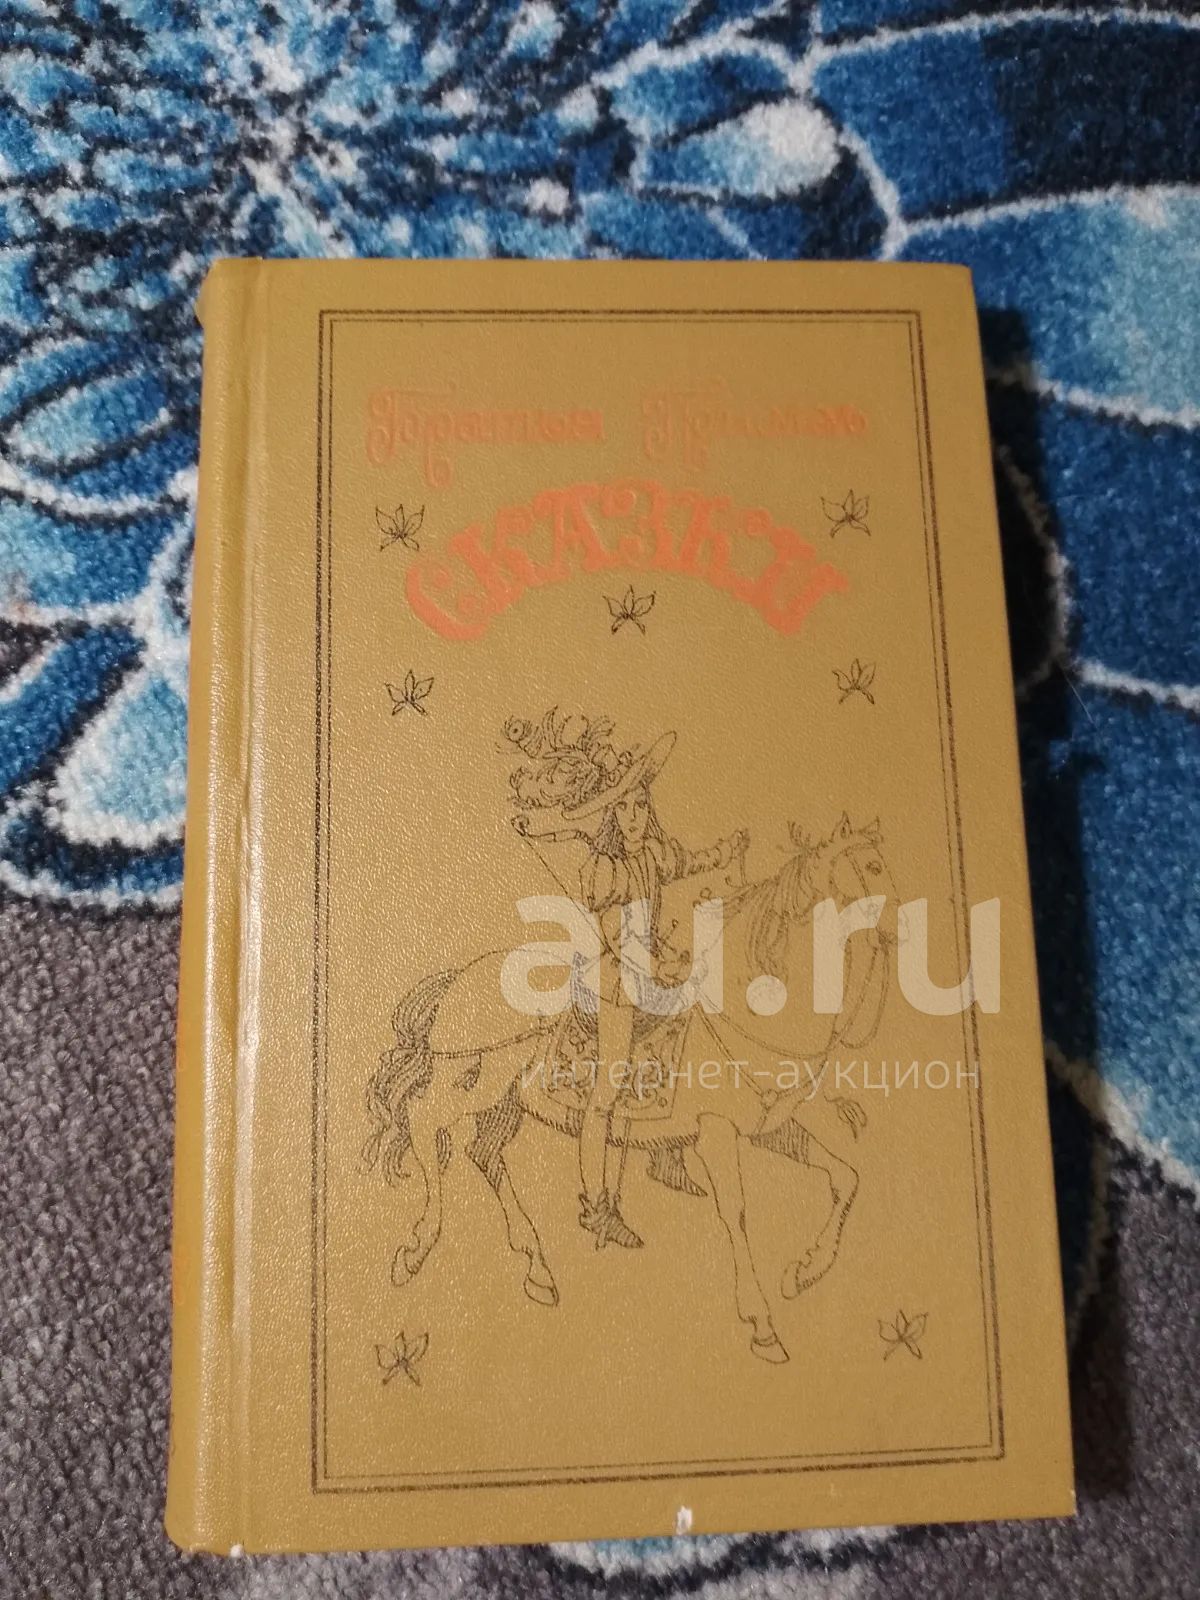 Братья Гримм
СКАЗКИ
au.ru
интернет-аукцион